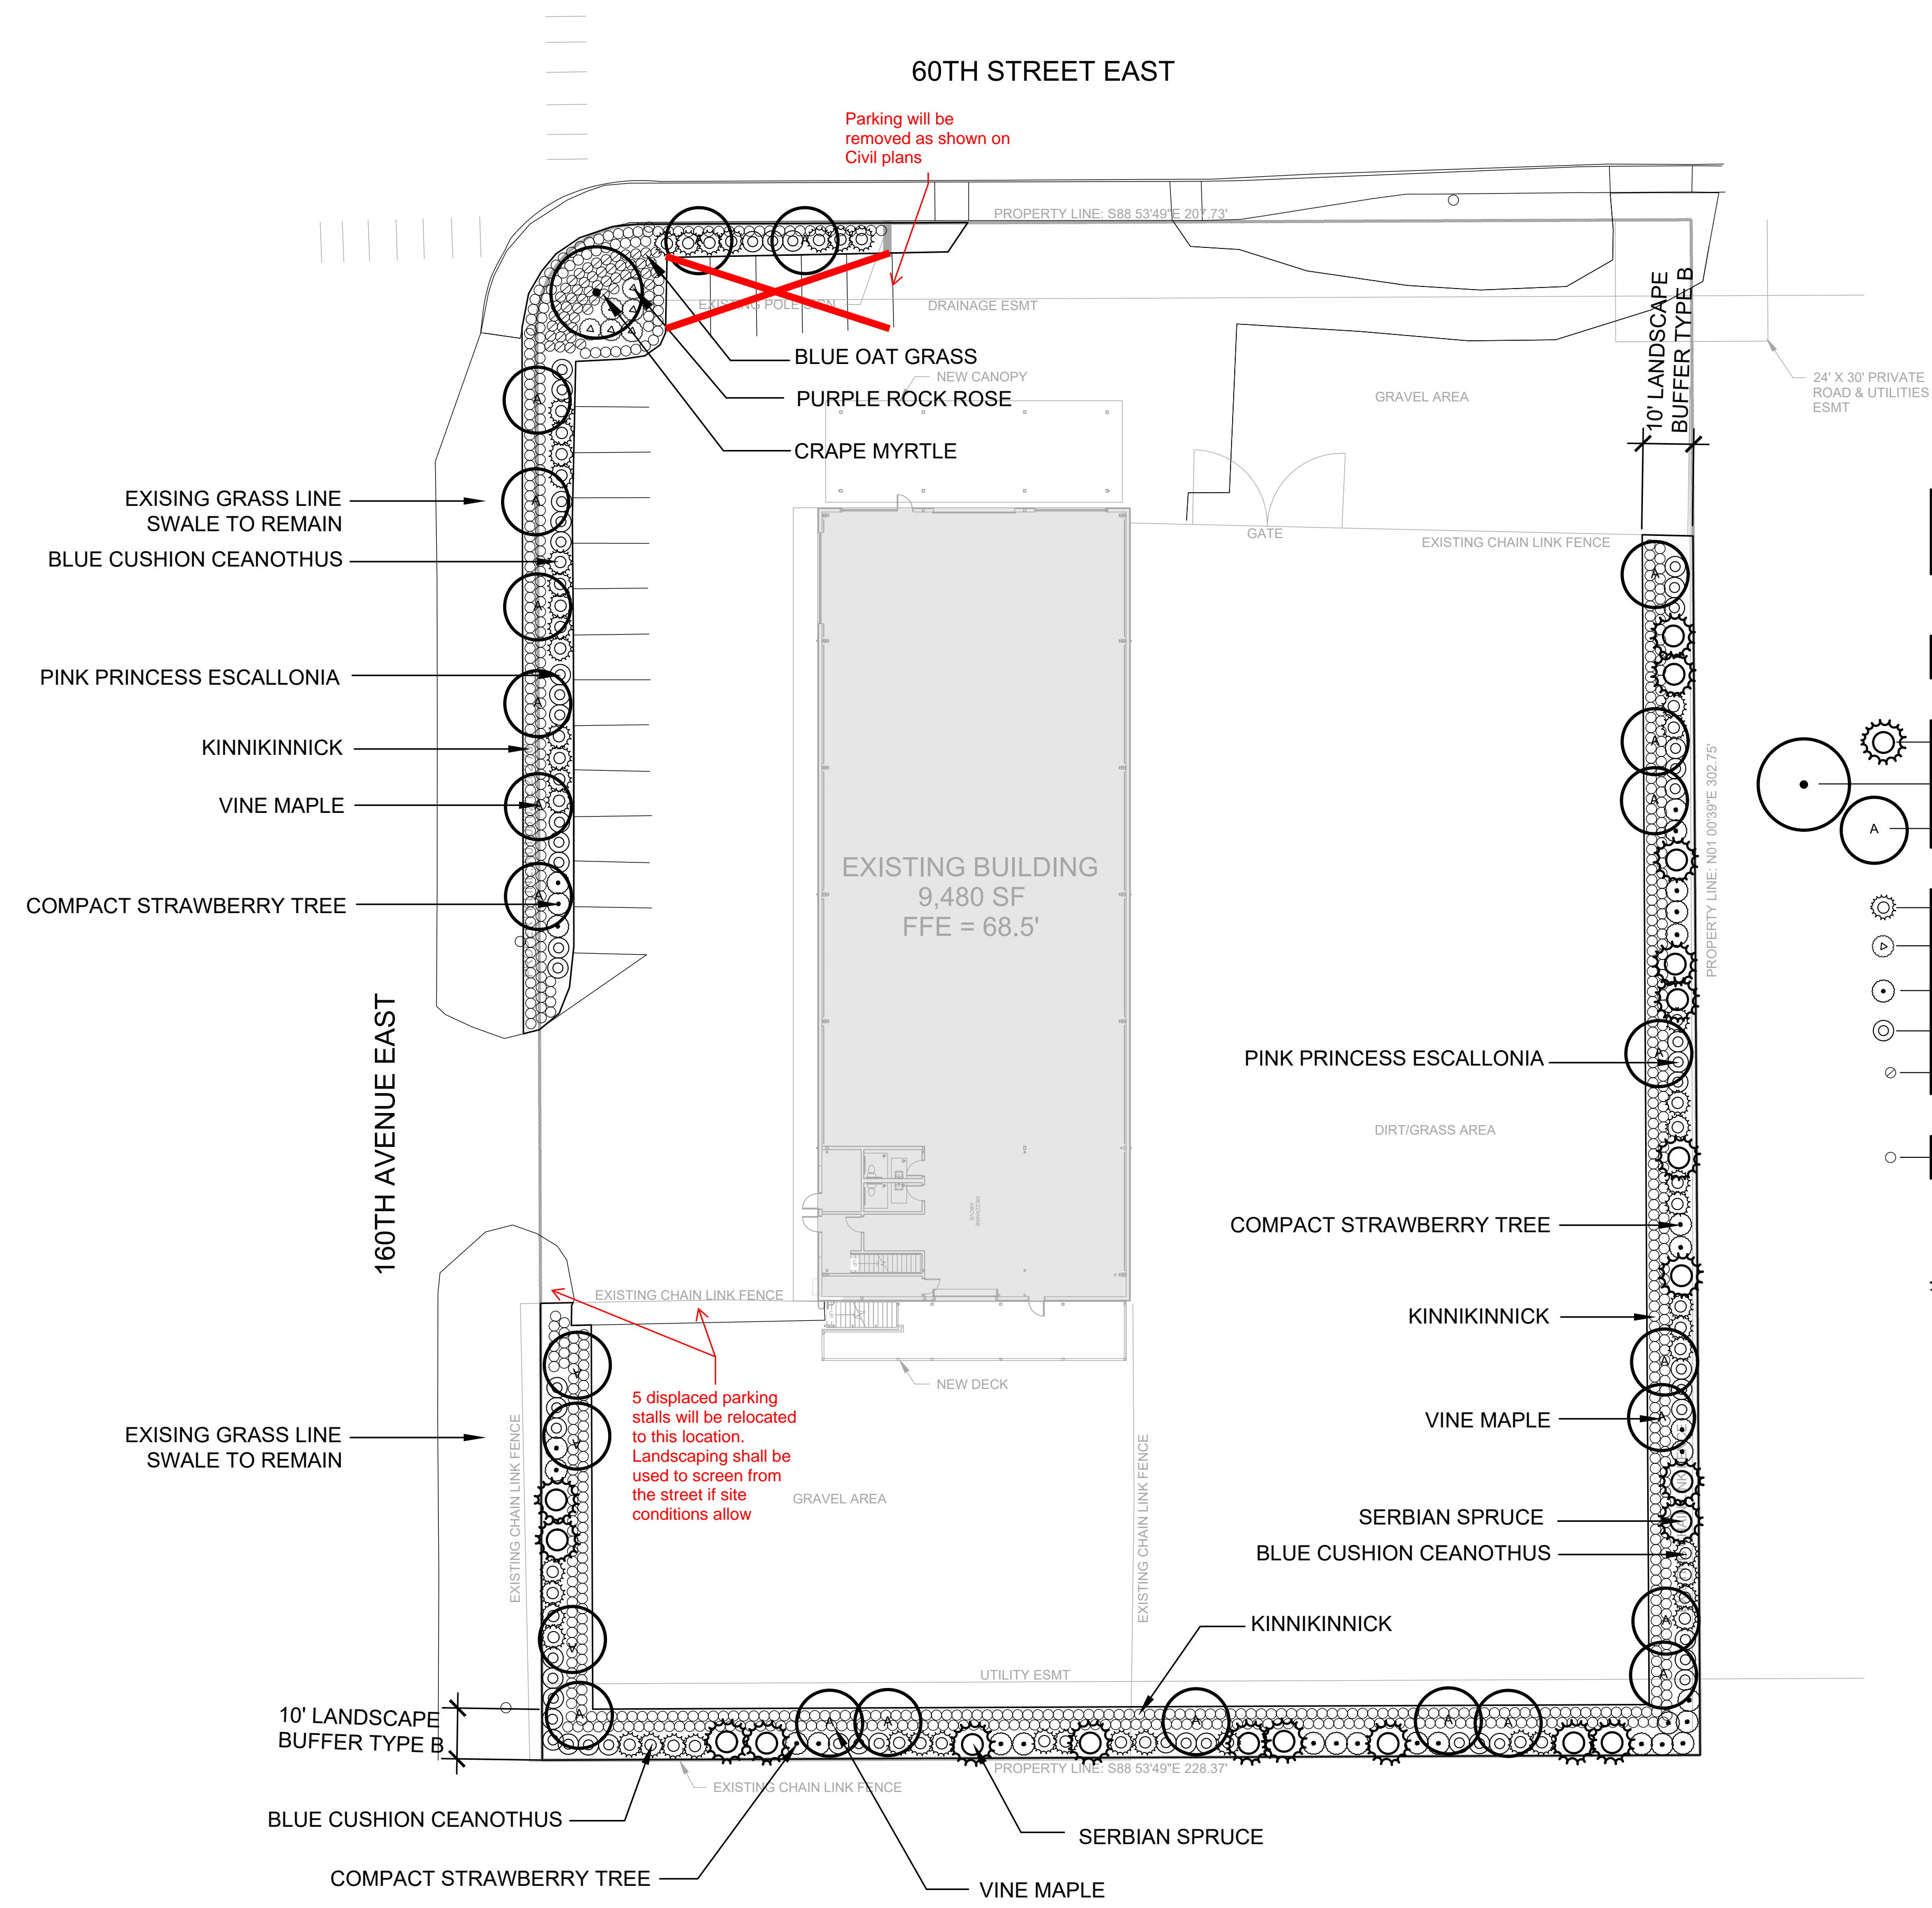 60TH STREET EAST
Parking will be
removed as shown on
Civil plans
PROPERTY LINE: S88 53'49"E 207.73'
EXISTING POLE SIGN
DRAINAGE ESMT
BLUE OAT GRASS
NEW CANOPY
PURPLE ROCK ROSE
CRAPE MYRTLE
GRAVEL AREA
10' LANDSCAPE
BUFFER TYPE B
24' X 30' PRIVATE
ROAD & UTILITIES
ESMT
EXISING GRASS LINE
SWALE TO REMAIN
GATE
EXISTING CHAIN LINK FENCE
BLUE CUSHION CEANOTHUS
PINK PRINCESS ESCALLONIA
KINNIKINNICK
VINE MAPLE
COMPACT STRAWBERRY TREE
EXISTING BUILDING
9,480 SF
FFE = 68.5'
PROPERTY LINE: N01 00'39"E 302.75'
160TH AVENUE EAST
PINK PRINCESS ESCALLONIA
DIRT/GRASS AREA
MEZZANINE
ABOVE
COMPACT STRAWBERRY TREE
UP
EXISTING CHAIN LINK FENCE
UP
KINNIKINNICK
NEW DECK
5 displaced parking
stalls will be relocated
to this location.
Landscaping shall be
used to screen from
the street if site
conditions allow
VINE MAPLE
EXISING GRASS LINE
SWALE TO REMAIN
EXISTING CHAIN LINK FENCE
GRAVEL AREA
EXISTING CHAIN LINK FENCE
SERBIAN SPRUCE
BLUE CUSHION CEANOTHUS
KINNIKINNICK
UTILITY ESMT
10' LANDSCAPE
BUFFER TYPE B
PROPERTY LINE: S88 53'49"E 228.37'
EXISTING CHAIN LINK FENCE
BLUE CUSHION CEANOTHUS
SERBIAN SPRUCE
COMPACT STRAWBERRY TREE
VINE MAPLE